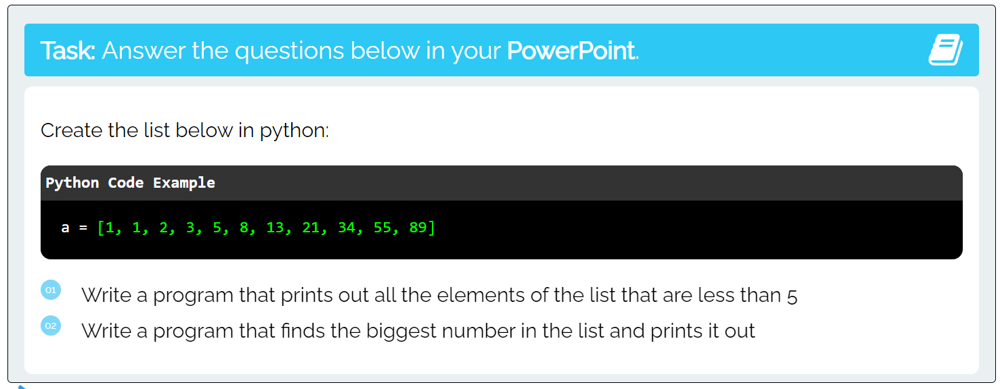 Task: Answer the questions below in your PowerPoint.
Create the list below in python:
Python Code Example
a = [1, 1, 2, 3, 5, 8, 13, 21, 34, 55, 89]
01 Write a program that prints out all the elements of the list that are less than 5
02 Write a program that finds the biggest number in the list and prints it out